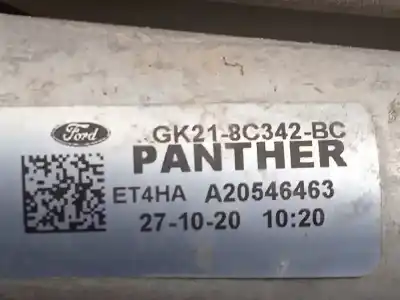 Ford
GK21-8C342-BC
PANTHER
ET4HA A20546463
27-10-20 10:20